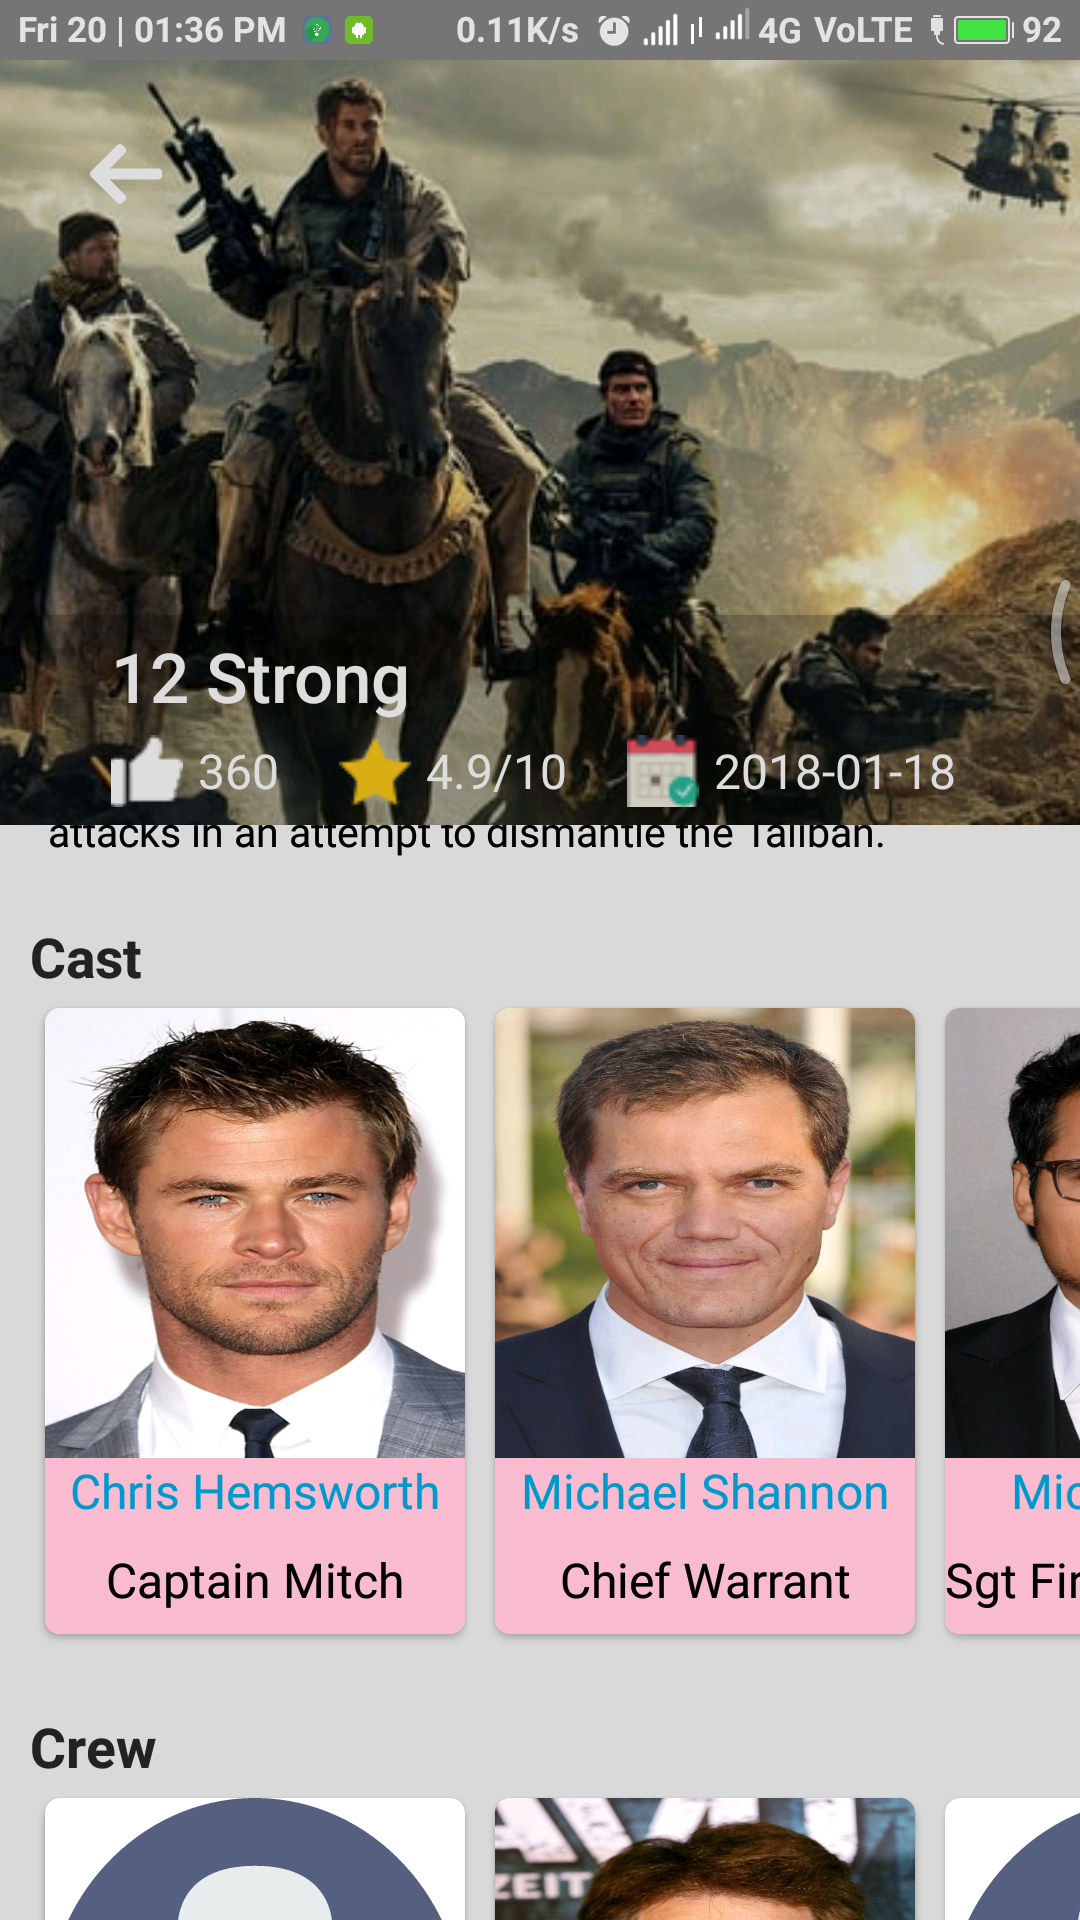 Fri 20 | 01:36 PM 0.11K/s 4G VoLTE 92
12 Strong
360 4.9/10 2018-01-18
attacks in an attempt to dismantle the Taliban.
Cast
Chris Hemsworth Michael Shannon Mic
Captain Mitch Chief Warrant Sgt Fir
Crew
ZEIT